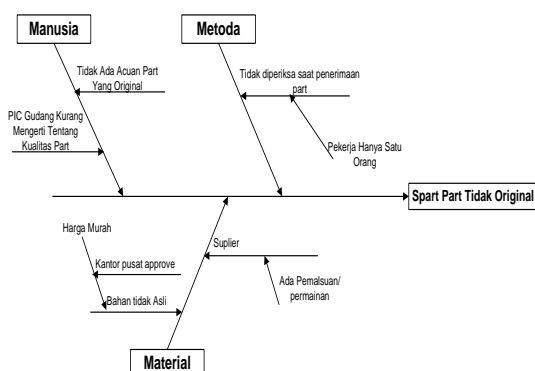 Manusia
Metoda
Tidak Ada Acuan Part
Yang Original
PIC Gudang Kurang
Mengerti Tentang
Kualitas Part
Tidak diperiksa saat penerimaan
part
Pekerja Hanya Satu
Orang
Spart Part Tidak Original
Harga Murah
Kantor pusat approve
Bahan tidak Asli
Suplier
Ada Pemalsuan/
permainan
Material